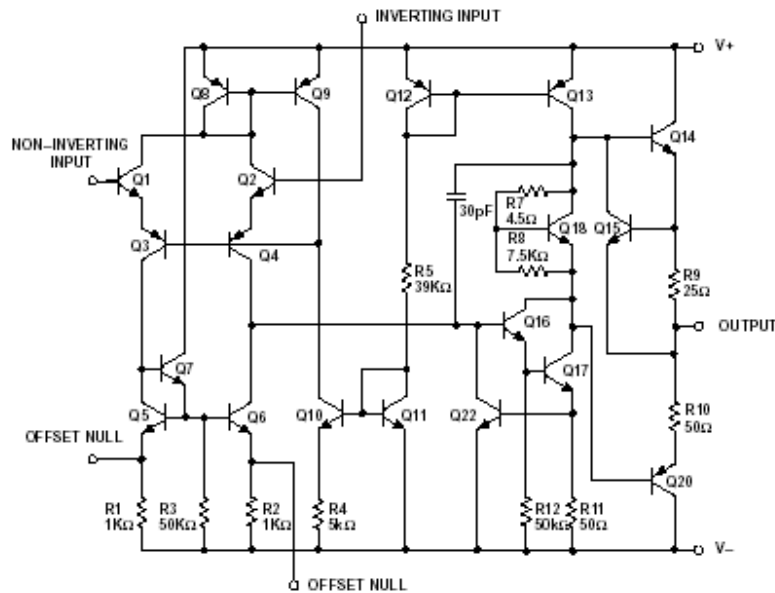 INVERTING INPUT
V+
Q8
Q9
Q12
Q13
Q14
NON–INVERTING
INPUT
Q1
Q2
30pF
R7
4.5Ω
Q18
Q15
R8
7.5KΩ
Q3
Q4
R5
39KΩ
R9
25Ω
Q16
OUTPUT
Q7
Q17
Q5
Q6
Q10
Q11
Q22
R10
50Ω
OFFSET NULL
Q20
R1
1KΩ
R3
50KΩ
R2
1KΩ
R4
5kΩ
R12
50kΩ
R11
50Ω
V–
OFFSET NULL